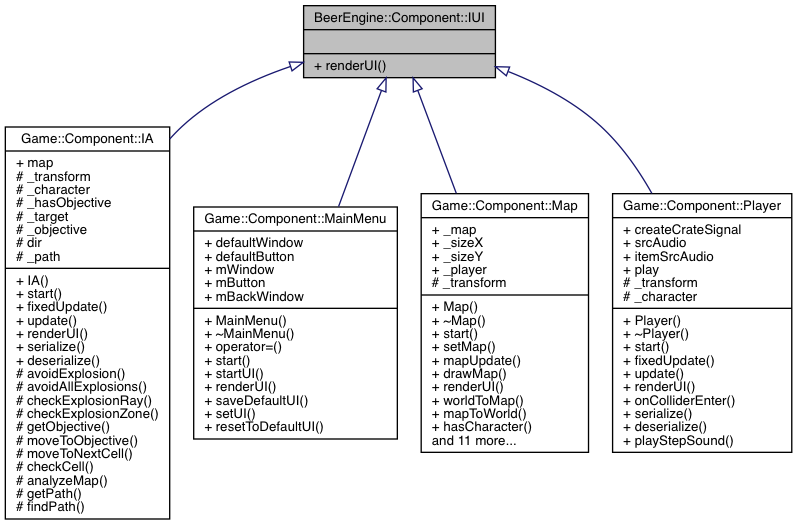 BeerEngine::Component::IUI
+ renderUI()
Game::Component::IA
+ map
# _transform
# _character
# _hasObjective
# _target
# _objective
# dir
# _path
+ IA()
+ start()
+ fixedUpdate()
+ update()
+ renderUI()
+ serialize()
+ deserialize()
# avoidExplosion()
# avoidAllExplosions()
# checkExplosionRay()
# checkExplosionZone()
# getObjective()
# moveToObjective()
# moveToNextCell()
# checkCell()
# analyzeMap()
# getPath()
# findPath()
Game::Component::MainMenu
+ defaultWindow
+ defaultButton
+ mWindow
+ mButton
+ mBackWindow
+ MainMenu()
+ ~MainMenu()
+ operator=()
+ start()
+ startUI()
+ renderUI()
+ saveDefaultUI()
+ setUI()
+ resetToDefaultUI()
Game::Component::Map
+ _map
+ _sizeX
+ _sizeY
+ _player
# _transform
+ Map()
+ ~Map()
+ start()
+ setMap()
+ mapUpdate()
+ drawMap()
+ renderUI()
+ worldToMap()
+ mapToWorld()
+ hasCharacter()
and 11 more...
Game::Component::Player
+ createCrateSignal
+ srcAudio
+ itemSrcAudio
+ play
# _transform
# _character
+ Player()
+ ~Player()
+ start()
+ fixedUpdate()
+ update()
+ renderUI()
+ onColliderEnter()
+ serialize()
+ deserialize()
+ playStepSound()